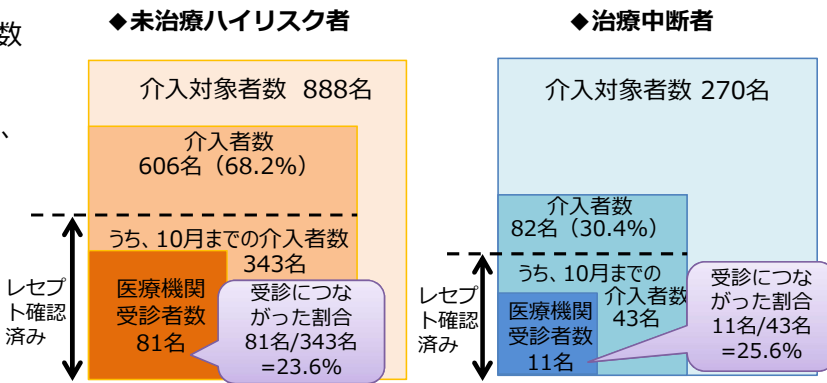 数
、
◆未治療ハイリスク者
介入対象者数 888名
介入者数
606名（68.2%）
うち、10月までの介入者数
343名
医療機関
受診者数
81名
受診につな
がった割合
81名/343名
=23.6%
レセプ
ト確認
済み
◆治療中断者
介入対象者数 270名
介入者数
82名（30.4%）
うち、10月までの
介入者数
43名
医療機関
受診者数
11名
受診につな
がった割合
11名/43名
=25.6%
レセプ
ト確認
済み